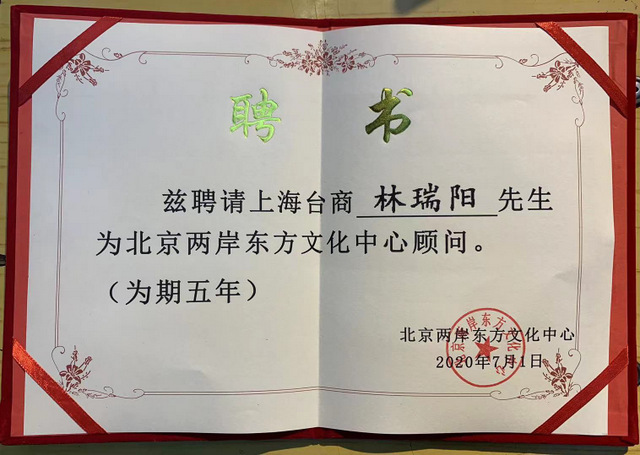 聘 书
兹聘请上海台商 林瑞阳 先生
为北京两岸东方文化中心顾问。
（为期五年）
北京两岸东方文化中心
2020年7月1日